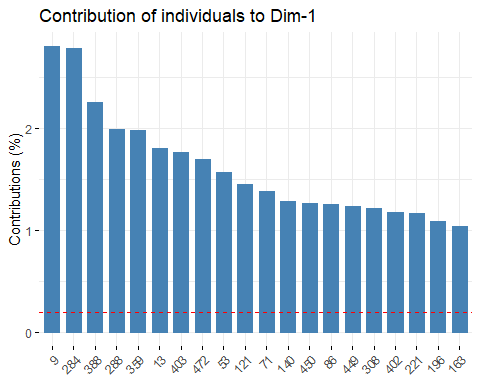 Contribution of individuals to Dim-1
Contributions (%)
2
1
0
9 284 388 288 359 13 403 472 53 121 71 140 450 86 449 308 402 221 196 163